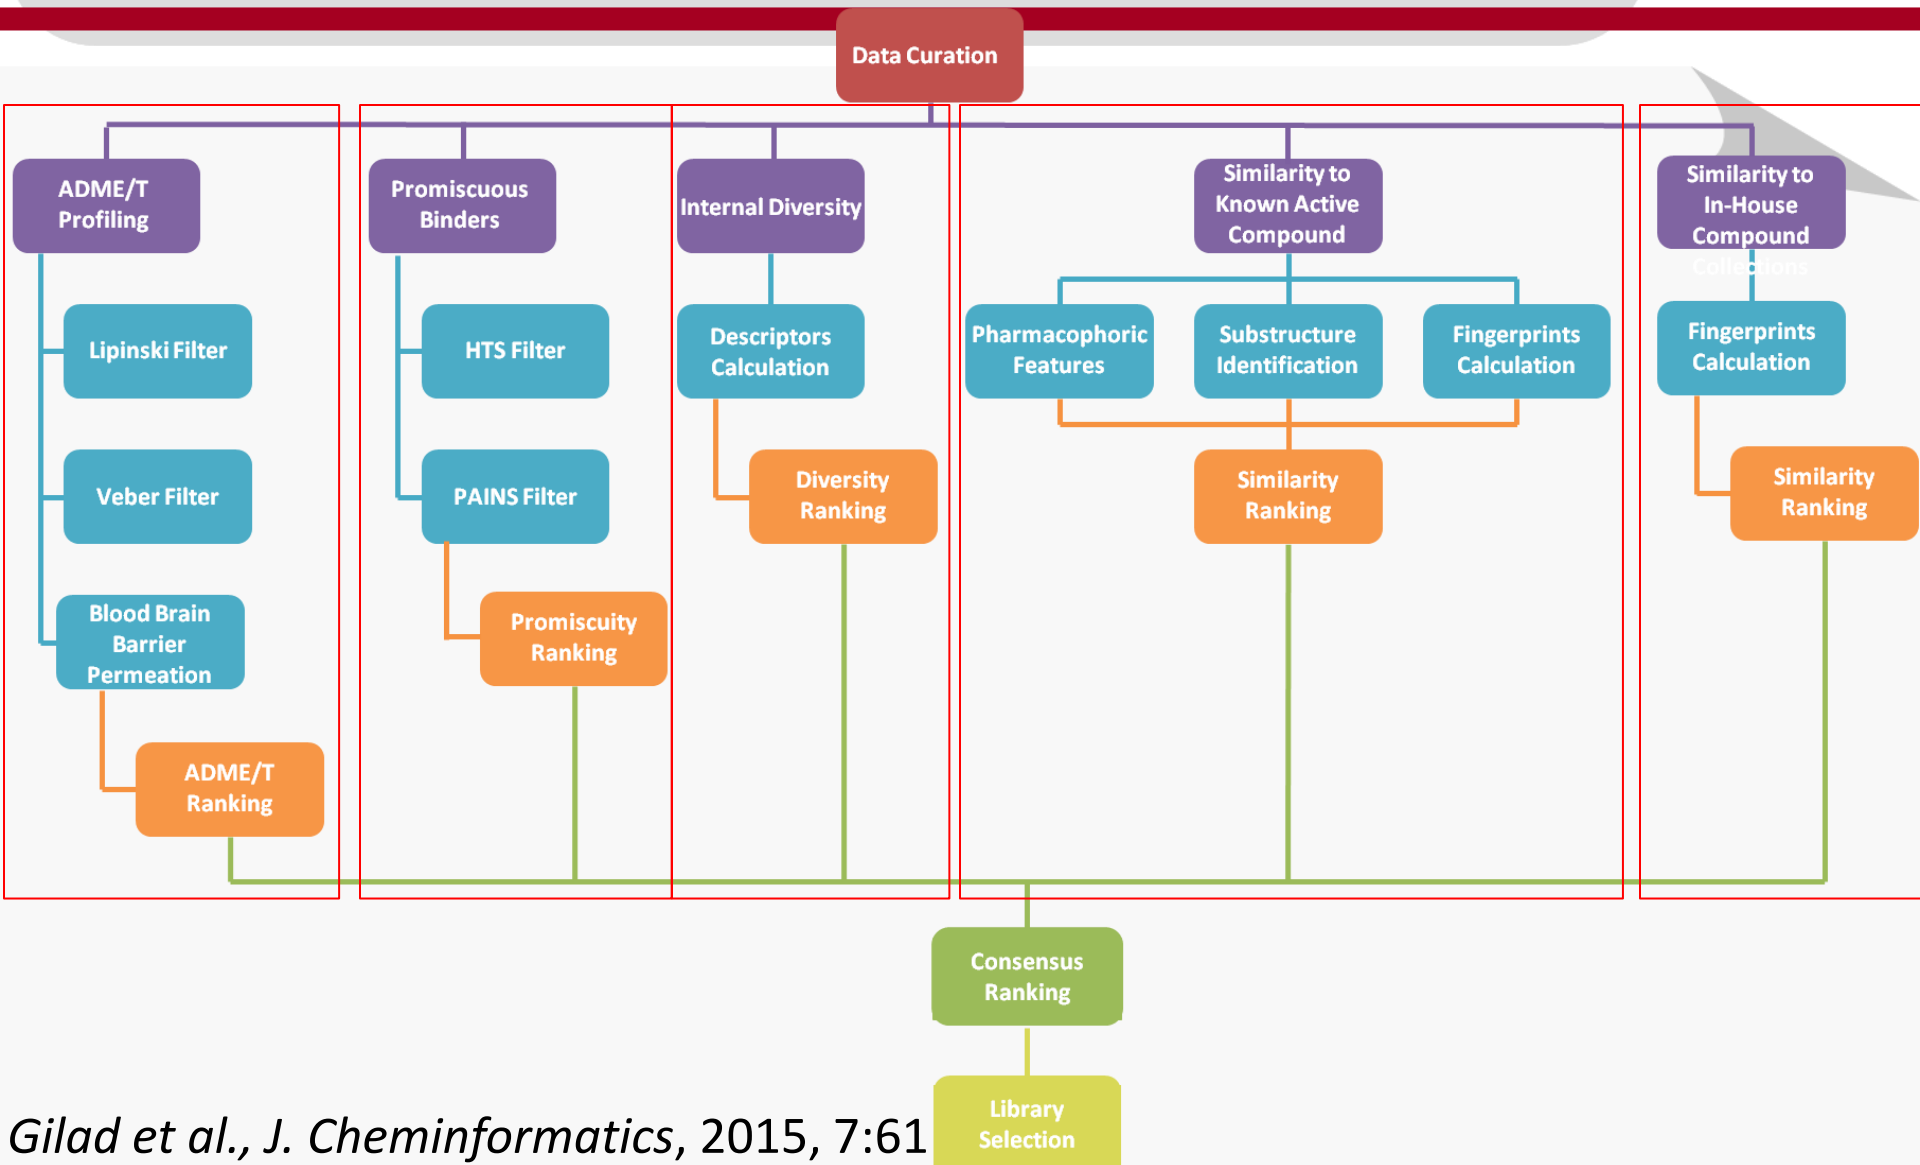 Data Curation
ADME/T
Profiling
Lipinski Filter
Veber Filter
Blood Brain
Barrier
Permeation
ADME/T
Ranking
Promiscuous
Binders
HTS Filter
PAINS Filter
Promiscuity
Ranking
Internal Diversity
Descriptors
Calculation
Diversity
Ranking
Similarity to
Known Active
Compound
Pharmacophoric
Features
Substructure
Identification
Fingerprints
Calculation
Similarity
Ranking
Similarity to
In-House
Compound
Collections
Fingerprints
Calculation
Similarity
Ranking
Consensus
Ranking
Library
Selection
Gilad et al., J. Cheminformatics, 2015, 7:61